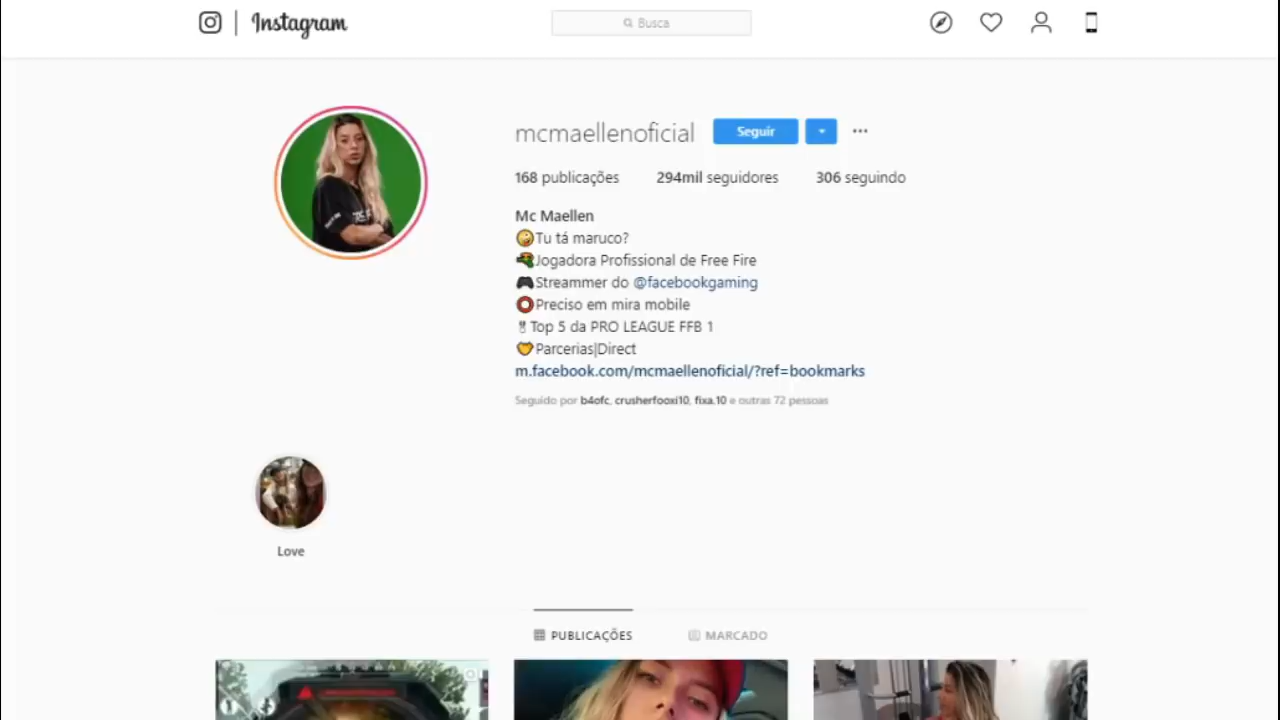 Instagram
Busca
mcmaellenoficial Seguir
168 publicações 294mil seguidores 306 seguindo
Mc Maellen
Tu tá maruco?
Jogadora Profissional de Free Fire
Streammer do @facebookgaming
Preciso em mira mobile
Top 5 da PRO LEAGUE FFB 1
Parcerias|Direct
m.facebook.com/mcmaellenoficial/?ref=bookmarks
Seguido por b4ofc, crusherfooxi10, fixa.10 e outras 72 pessoas
Love
PUBLICAÇÕES MARCADO